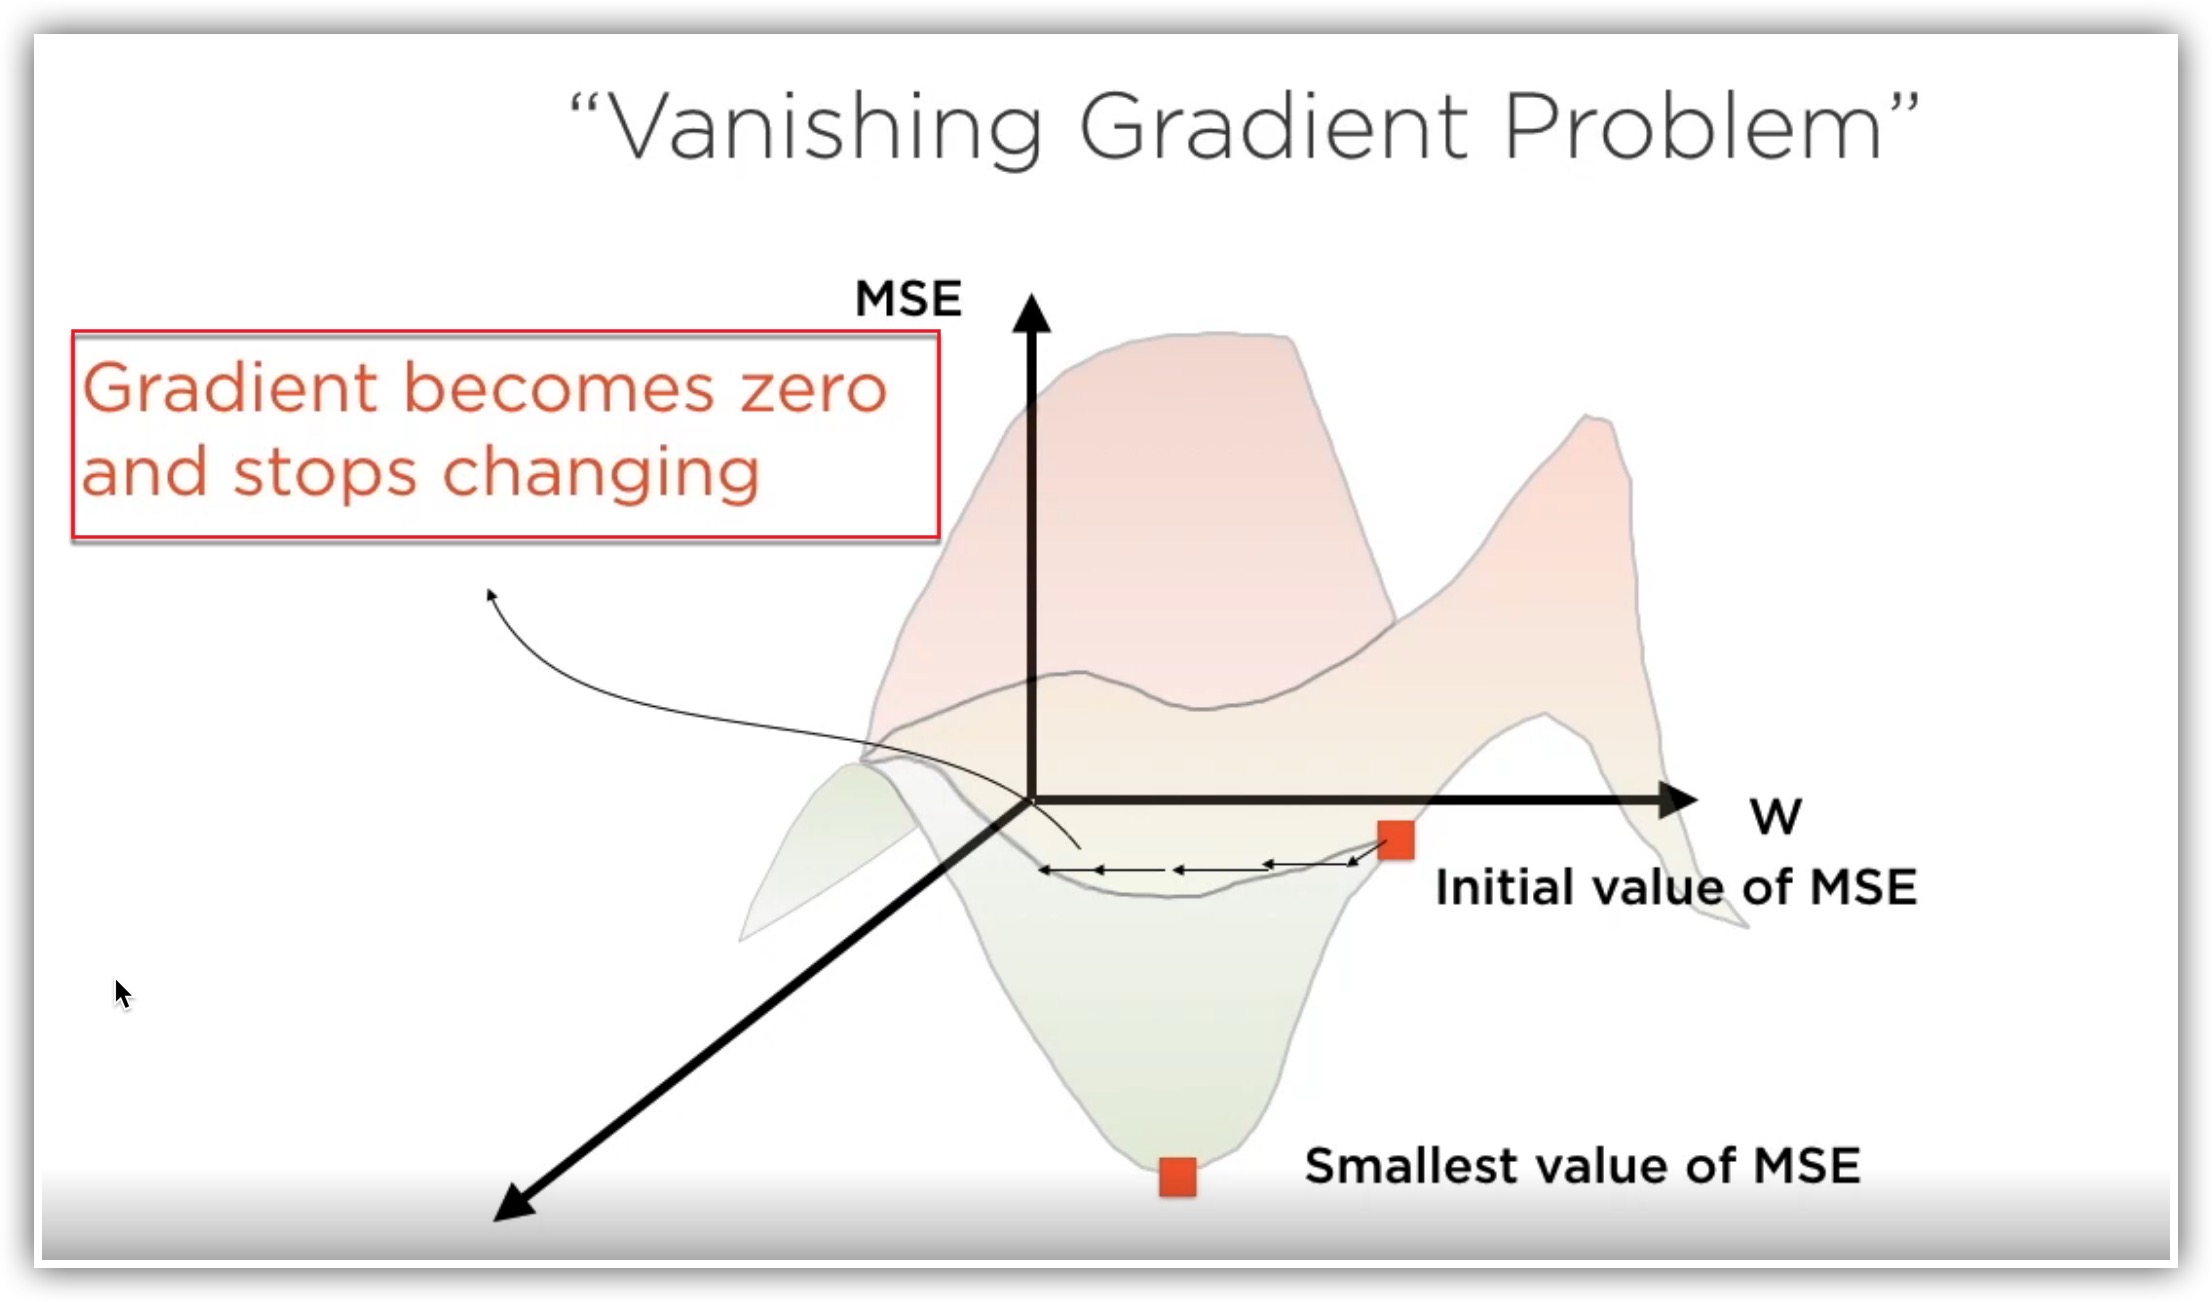 “Vanishing Gradient Problem”
MSE
Gradient becomes zero
and stops changing
W
Initial value of MSE
Smallest value of MSE